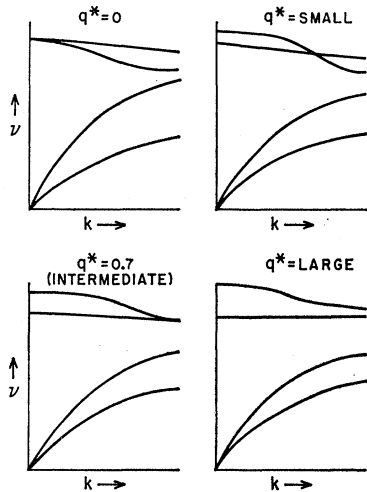 q*=0
q*=SMALL
↑
ν
k →
k →
q*=0.7
(INTERMEDIATE)
q*=LARGE
↑
ν
k →
k →